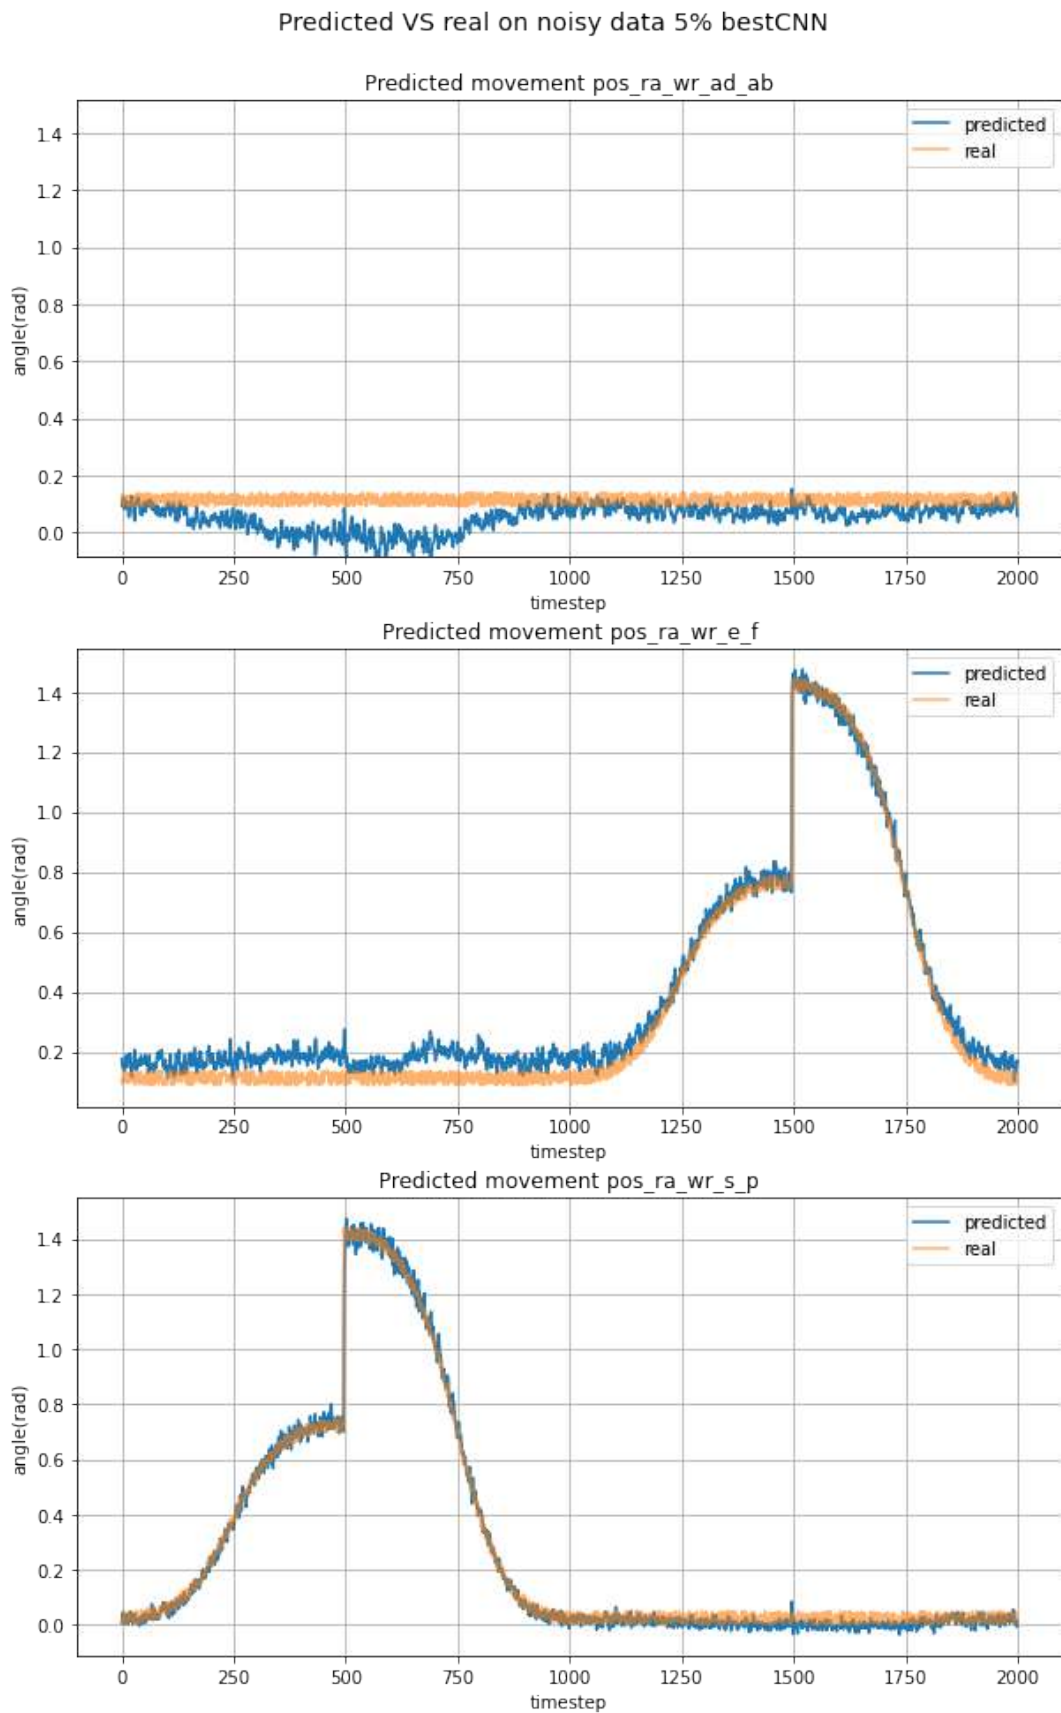 Predicted VS real on noisy data 5% bestCNN
Predicted movement pos_ra_wr_ad_ab
predicted
real
1.4
1.2
1.0
0.8
0.6
0.4
0.2
0.0
angle(rad)
0 250 500 750 1000 1250 1500 1750 2000
timestep
Predicted movement pos_ra_wr_e_f
predicted
real
1.4
1.2
1.0
0.8
0.6
0.4
0.2
angle(rad)
0 250 500 750 1000 1250 1500 1750 2000
timestep
Predicted movement pos_ra_wr_s_p
predicted
real
1.4
1.2
1.0
0.8
0.6
0.4
0.2
0.0
angle(rad)
0 250 500 750 1000 1250 1500 1750 2000
timestep